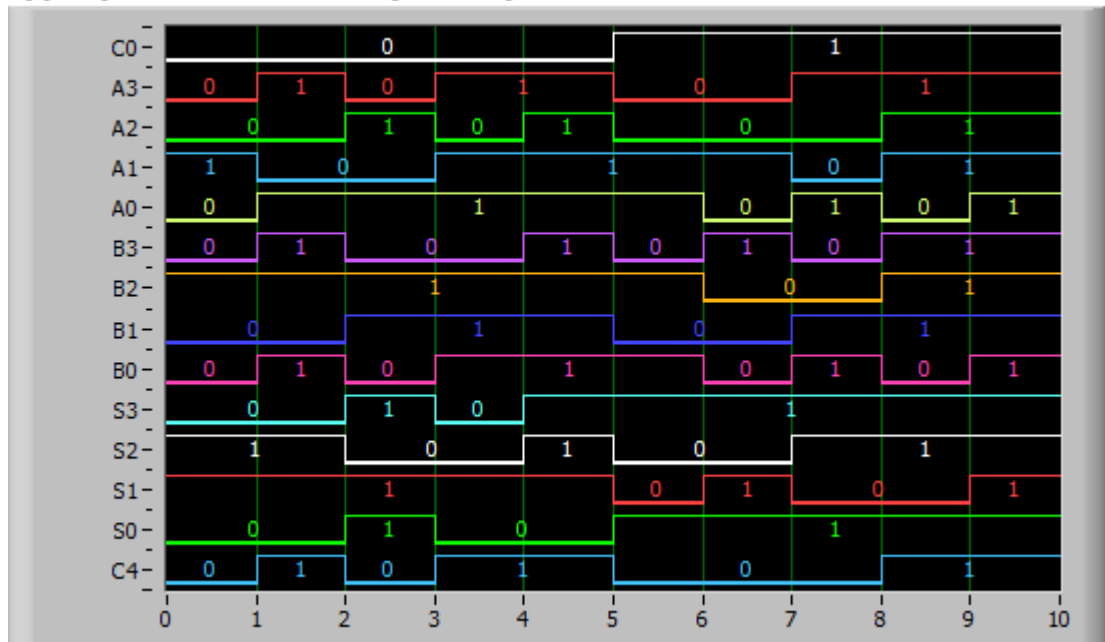 C0 0 1
A3 0 1 0 1 0 1
A2 0 1 0 1 0 1
A1 1 0 1 0 1
A0 0 1 0 1 0 1
B3 0 1 0 1 0 1 0 1
B2 1 0 1
B1 0 1 0 1
B0 0 1 0 1 0 1 0 1
S3 0 1 0 1
S2 1 0 1 0 1
S1 1 0 1 0 1
S0 0 1 0 1
C4 0 1 0 1 0 1
0 1 2 3 4 5 6 7 8 9 10